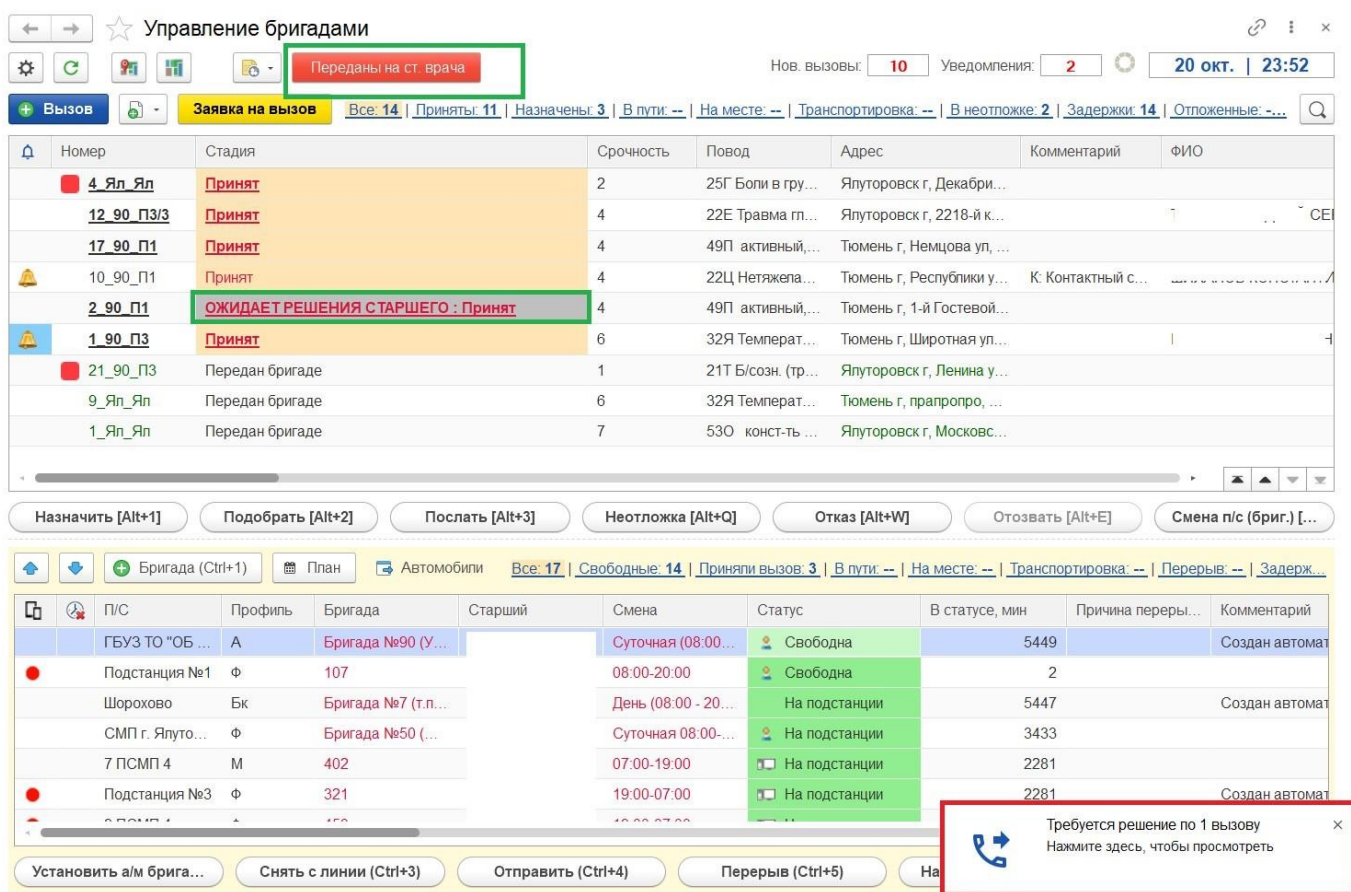 Управление бригадами
Переданы на ст. врача
Нов. вызовы: 10 Уведомления: 2 20 окт. | 23:52
Вызов Заявка на вызов Все: 14 | Приняты: 11 | Назначены: 3 | В пути: -- | На месте: -- | Транспортировка: -- | В неотложке: 2 | Задержки: 14 | Отложенные: -...
Номер Стадия Срочность Повод Адрес Комментарий ФИО
4_Ял_Ял Принят 2 25Г Боли в гру... Ялуторовск г, Декабри...
12_90_П3/3 Принят 4 22Е Травма гл... Ялуторовск г, 2218-й к...
17_90_П1 Принят 4 49П активный,... Тюмень г, Немцова ул, ...
10_90_П1 Принят 4 22Ц Нетяжела... Тюмень г, Республики у... К: Контактный с...
2_90_П1 ОЖИДАЕТ РЕШЕНИЯ СТАРШЕГО : Принят 4 49П активный,... Тюмень г, 1-й Гостевой...
1_90_П3 Принят 6 32Я Температ... Тюмень г, Широтная ул...
21_90_П3 Передан бригаде 1 21Т Б/созн. (тр... Ялуторовск г, Ленина у...
9_Ял_Ял Передан бригаде 6 32Я Температ... Тюмень г, прапропро, ...
1_Ял_Ял Передан бригаде 7 53О конст-ть ... Ялуторовск г, Московс...
Назначить [Alt+1] Подобрать [Alt+2] Послать [Alt+3] Неотложка [Alt+Q] Отказ [Alt+W] Отозвать [Alt+E] Смена п/с (бриг.) [...
Бригада (Ctrl+1) План Автомобили Все: 17 | Свободные: 14 | Приняли вызов: 3 | В пути: -- | На месте: -- | Транспортировка: -- | Перерыв: -- | Задерж...
П/С Профиль Бригада Старший Смена Статус В статусе, мин Причина переры... Комментарий
ГБУЗ ТО "ОБ ... А Бригада №90 (У... Суточная (08:00... Свободна 5449 Создан автомат
Подстанция №1 Ф 107 08:00-20:00 Свободна 2
Шорохово Бк Бригада №7 (т.п... День (08:00 - 20... На подстанции 5447 Создан автомат
СМП г. Ялуто... Ф Бригада №50 (... Суточная 08:00-... На подстанции 3433
7 ПСМП 4 М 402 07:00-19:00 На подстанции 2281
Подстанция №3 Ф 321 19:00-07:00 На подстанции 2281 Создан автомат
Требуется решение по 1 вызову
Нажмите здесь, чтобы просмотреть
Установить а/м брига... Снять с линии (Ctrl+3) Отправить (Ctrl+4) Перерыв (Ctrl+5) На